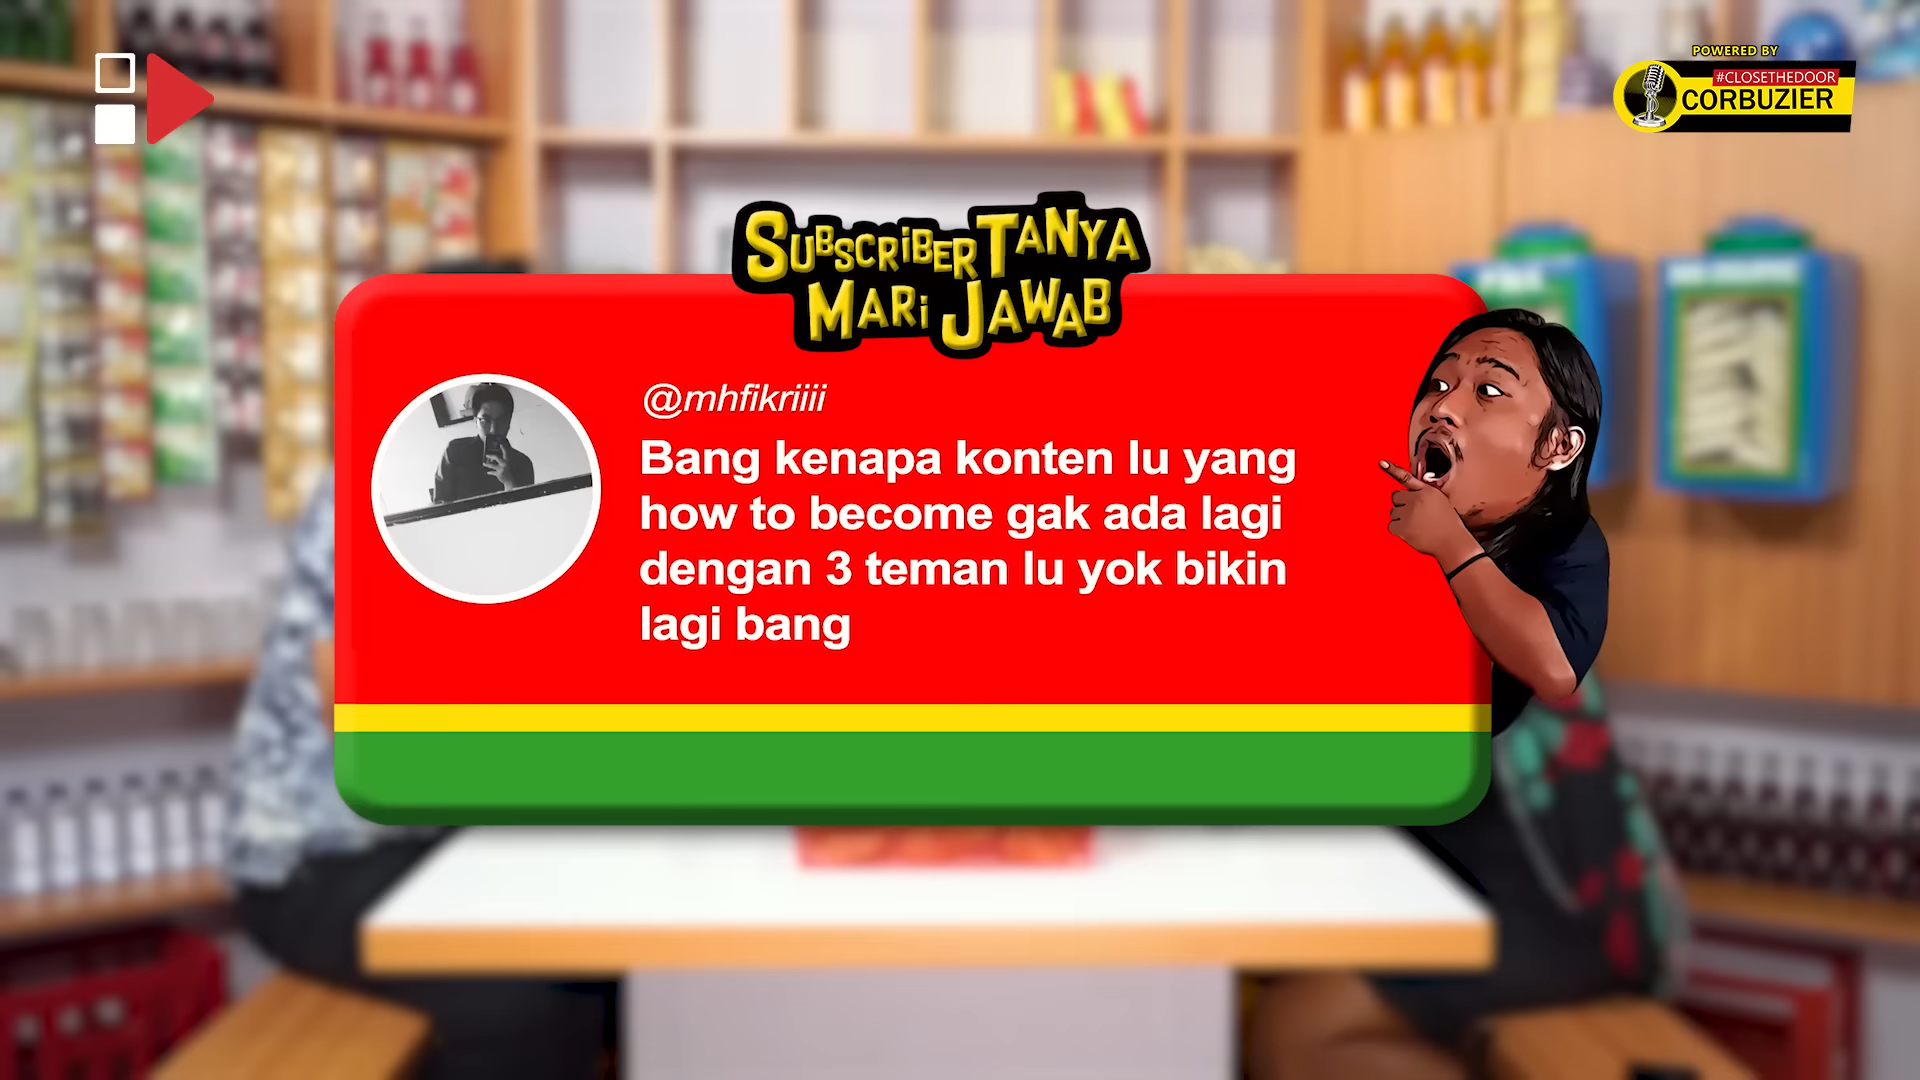 POWERED BY
#CLOSETHEDOOR
CORBUZIER
SUBSCRIBER TANYA
MARI JAWAB
@mhfikriiii
Bang kenapa konten lu yang
how to become gak ada lagi
dengan 3 teman lu yok bikin
lagi bang